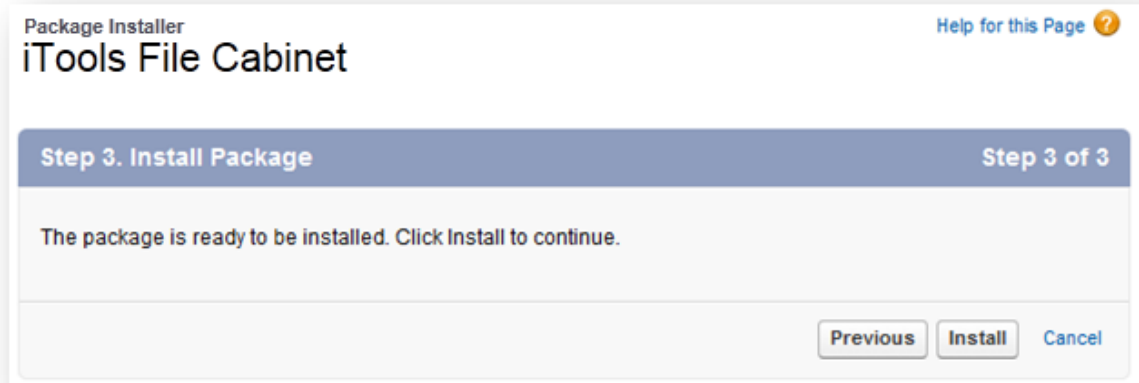 Package Installer
Help for this Page
iTools File Cabinet
Step 3. Install Package
Step 3 of 3
The package is ready to be installed. Click Install to continue.
Previous
Install
Cancel